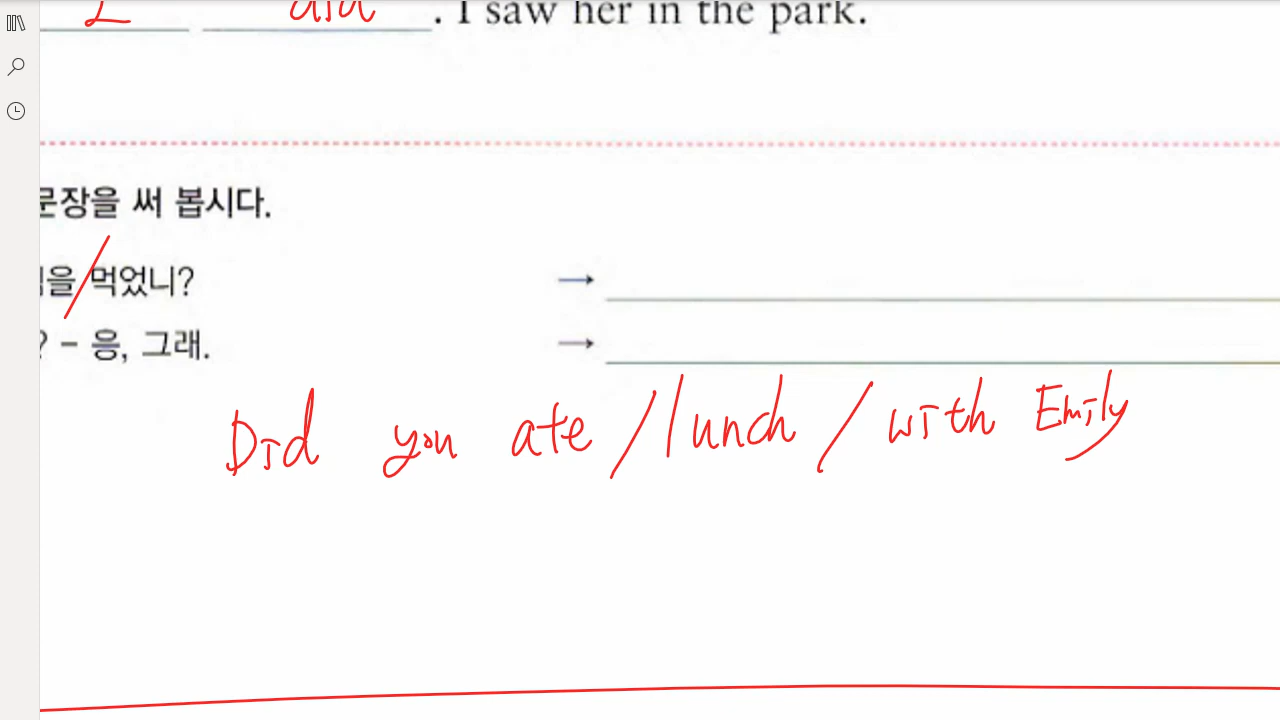 I did . I saw her in the park.
문장을 써 봅시다.
을 / 먹었니? →
? - 응, 그래. →
Did you ate / lunch / with Emily